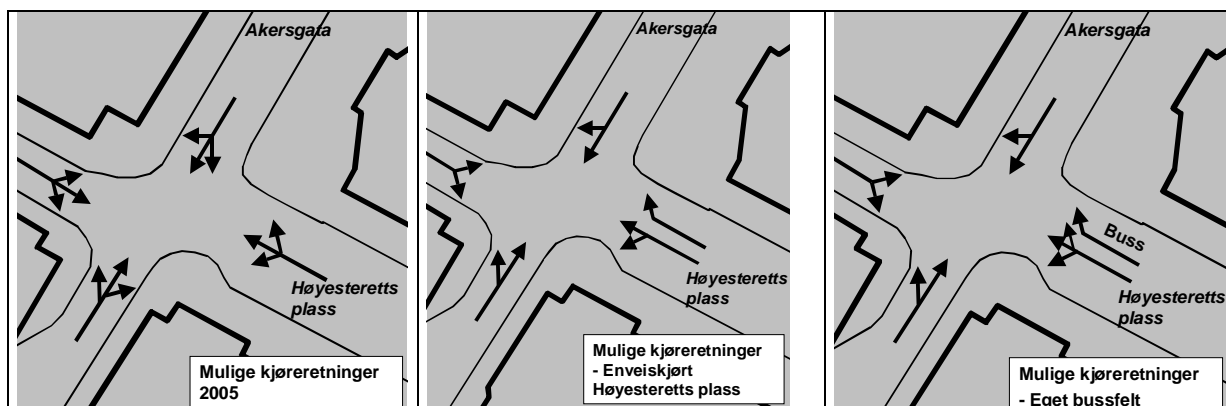 Akersgata
Høyesteretts
plass
Mulige kjøreretninger
2005
Akersgata
Høyesteretts
plass
Mulige kjøreretninger
- Enveiskjørt
Høyesteretts plass
Akersgata
Buss
Høyesteretts
plass
Mulige kjøreretninger
- Eget bussfelt